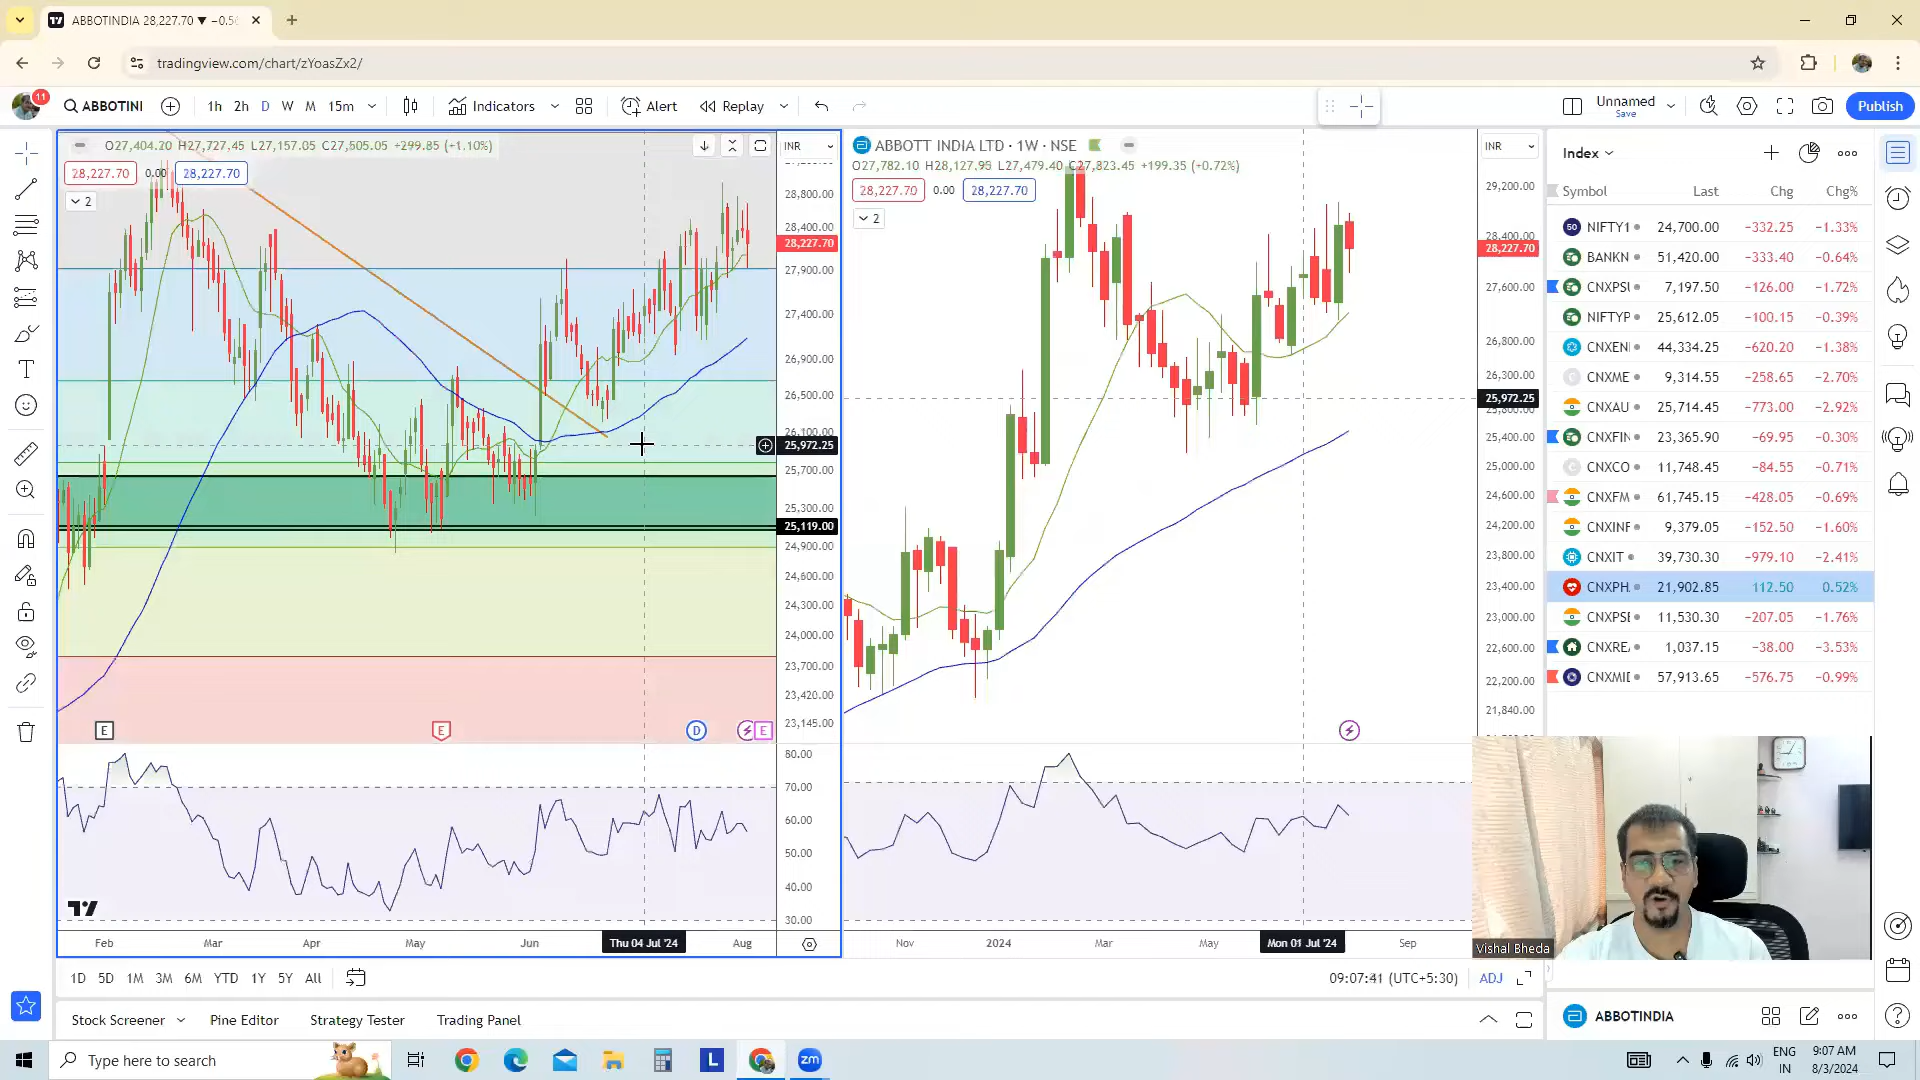 ABBOTINDIA 28,227.70 ▼ −0.56
tradingview.com/chart/zYoasZx2/
11
ABBOTINI
1h 2h D W M 15m
Indicators
Alert
Replay
Unnamed
Save
Publish
O27,404.20 H27,727.45 L27,157.05 C27,605.05 +299.85 (+1.10%)
28,227.70 0.00 28,227.70
2
INR
28,800.00
28,400.00
28,227.70
27,900.00
27,400.00
26,900.00
26,500.00
26,100.00
25,972.25
25,700.00
25,300.00
25,119.00
24,900.00
24,600.00
24,300.00
24,000.00
23,700.00
23,420.00
23,145.00
E E D E
80.00
70.00
60.00
50.00
40.00
30.00
Feb Mar Apr May Jun Thu 04 Jul '24 Aug
ABBOTT INDIA LTD · 1W · NSE
O27,782.10 H28,127.95 L27,479.40 C27,823.45 +199.35 (+0.72%)
28,227.70 0.00 28,227.70
2
INR
29,200.00
28,400.00
28,227.70
27,600.00
26,800.00
26,300.00
25,972.25
25,800.00
25,400.00
25,000.00
24,600.00
24,200.00
23,800.00
23,400.00
23,000.00
22,600.00
22,200.00
21,840.00
Nov 2024 Mar May Mon 01 Jul '24 Sep
Index
Symbol Last Chg Chg%
NIFTY1 24,700.00 −332.25 −1.33%
BANKN 51,420.00 −333.40 −0.64%
CNXPSU 7,197.50 −126.00 −1.72%
NIFTYP 25,612.05 −100.15 −0.39%
CNXEN 44,334.25 −620.20 −1.38%
CNXME 9,314.55 −258.65 −2.70%
CNXAU 25,714.45 −773.00 −2.92%
CNXFIN 23,365.90 −69.95 −0.30%
CNXCO 11,748.45 −84.55 −0.71%
CNXFM 61,745.15 −428.05 −0.69%
CNXINF 9,379.05 −152.50 −1.60%
CNXIT 39,730.30 −979.10 −2.41%
CNXPH 21,902.85 112.50 0.52%
CNXPSE 11,530.30 −207.05 −1.76%
CNXREA 1,037.15 −38.00 −3.53%
CNXMID 57,913.65 −576.75 −0.99%
Vishal Bheda
1D 5D 1M 3M 6M YTD 1Y 5Y All
09:07:41 (UTC+5:30) ADJ
Stock Screener Pine Editor Strategy Tester Trading Panel
ABBOTINDIA
Type here to search
L
zm
ENG
IN
9:07 AM
8/3/2024